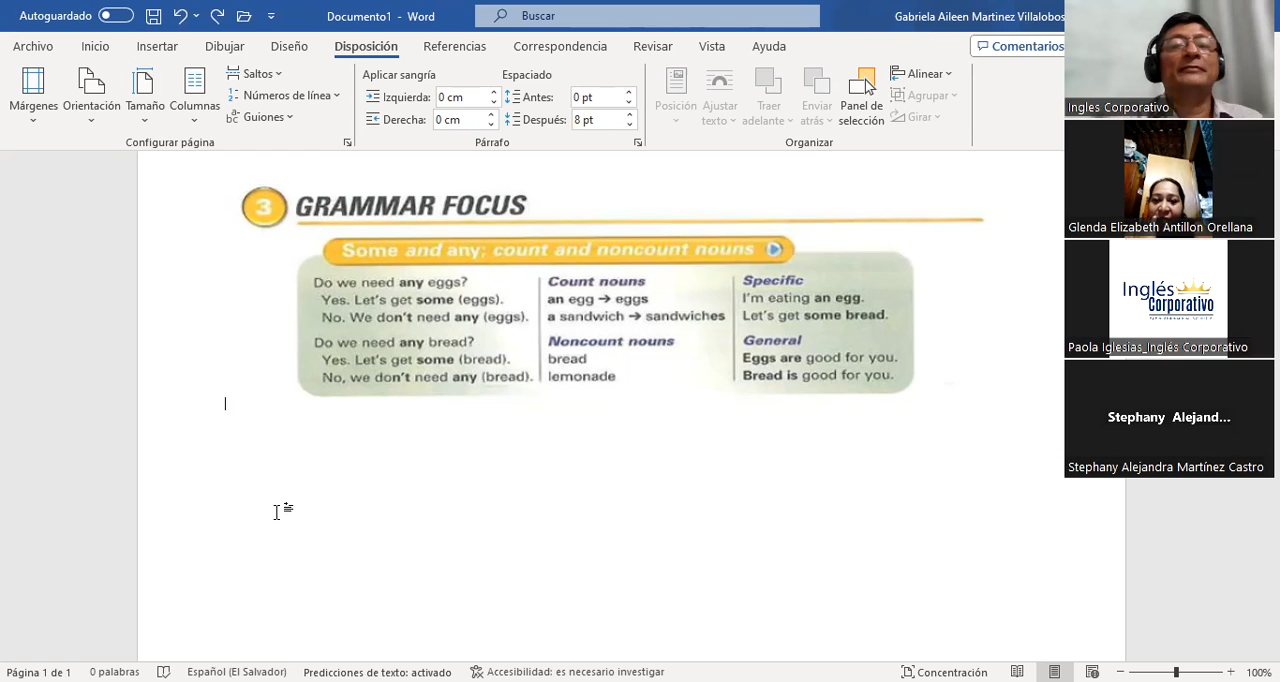 Autoguardado
Documento1 - Word
Buscar
Gabriela Aileen Martinez Villalobos
Archivo Inicio Insertar Dibujar Diseño Disposición Referencias Correspondencia Revisar Vista Ayuda
Comentarios
Márgenes
Orientación
Tamaño
Columnas
Saltos
Números de línea
Guiones
Configurar página
Aplicar sangría
Izquierda: 0 cm
Derecha: 0 cm
Espaciado
Antes: 0 pt
Después: 8 pt
Párrafo
Posición
Ajustar texto
Traer adelante
Enviar atrás
Panel de selección
Alinear
Agrupar
Girar
Organizar
3 GRAMMAR FOCUS
Some and any; count and noncount nouns
Do we need any eggs?
Yes. Let's get some (eggs).
No. We don't need any (eggs).
Do we need any bread?
Yes. Let's get some (bread).
No, we don't need any (bread).
Count nouns
an egg → eggs
a sandwich → sandwiches
Noncount nouns
bread
lemonade
Specific
I'm eating an egg.
Let's get some bread.
General
Eggs are good for you.
Bread is good for you.
Ingles Corporativo
Glenda Elizabeth Antillon Orellana
Inglés
Corporativo
Paola Iglesias_Inglés Corporativo
Stephany Alejand...
Stephany Alejandra Martínez Castro
Página 1 de 1
0 palabras
Español (El Salvador)
Predicciones de texto: activado
Accesibilidad: es necesario investigar
Concentración
100%